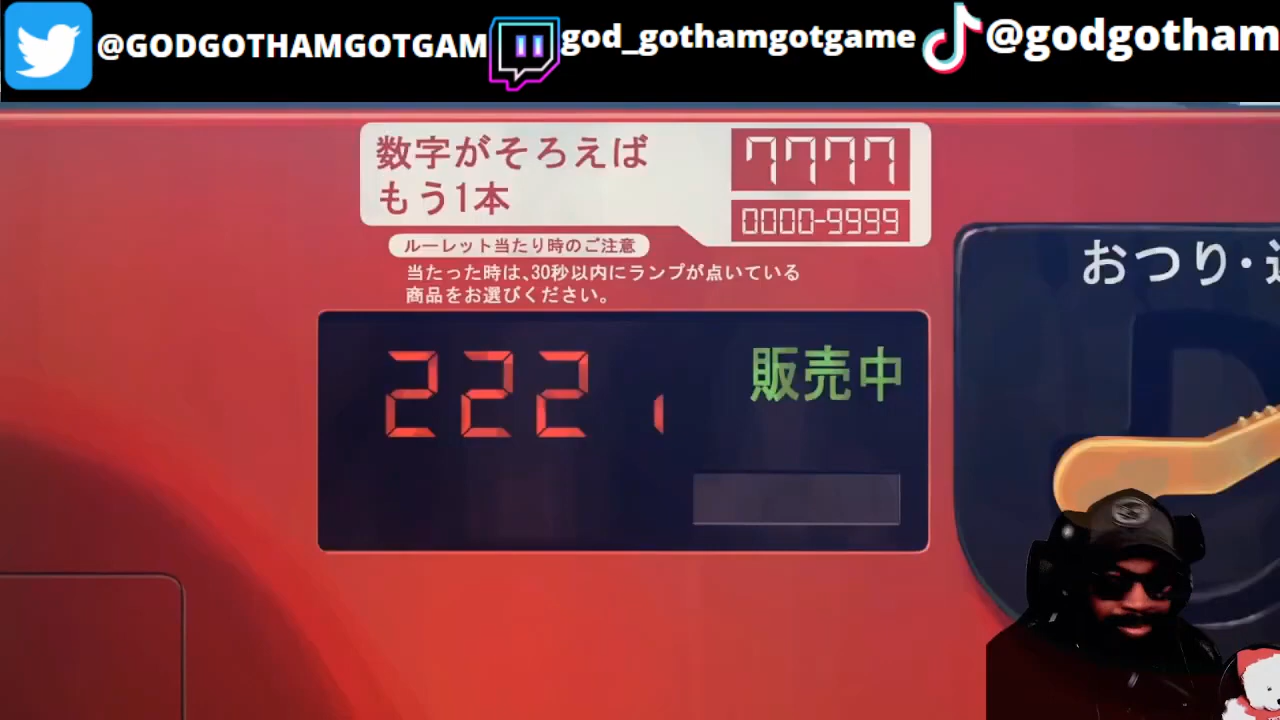 @GODGOTHAMGOTGAM
god_gothamgotgame
@godgotham
数字がそろえば
もう1本
7777
0000-9999
ルーレット当たり時のご注意
当たった時は、30秒以内にランプが点いている
商品をお選びください。
おつり・
222
販売中